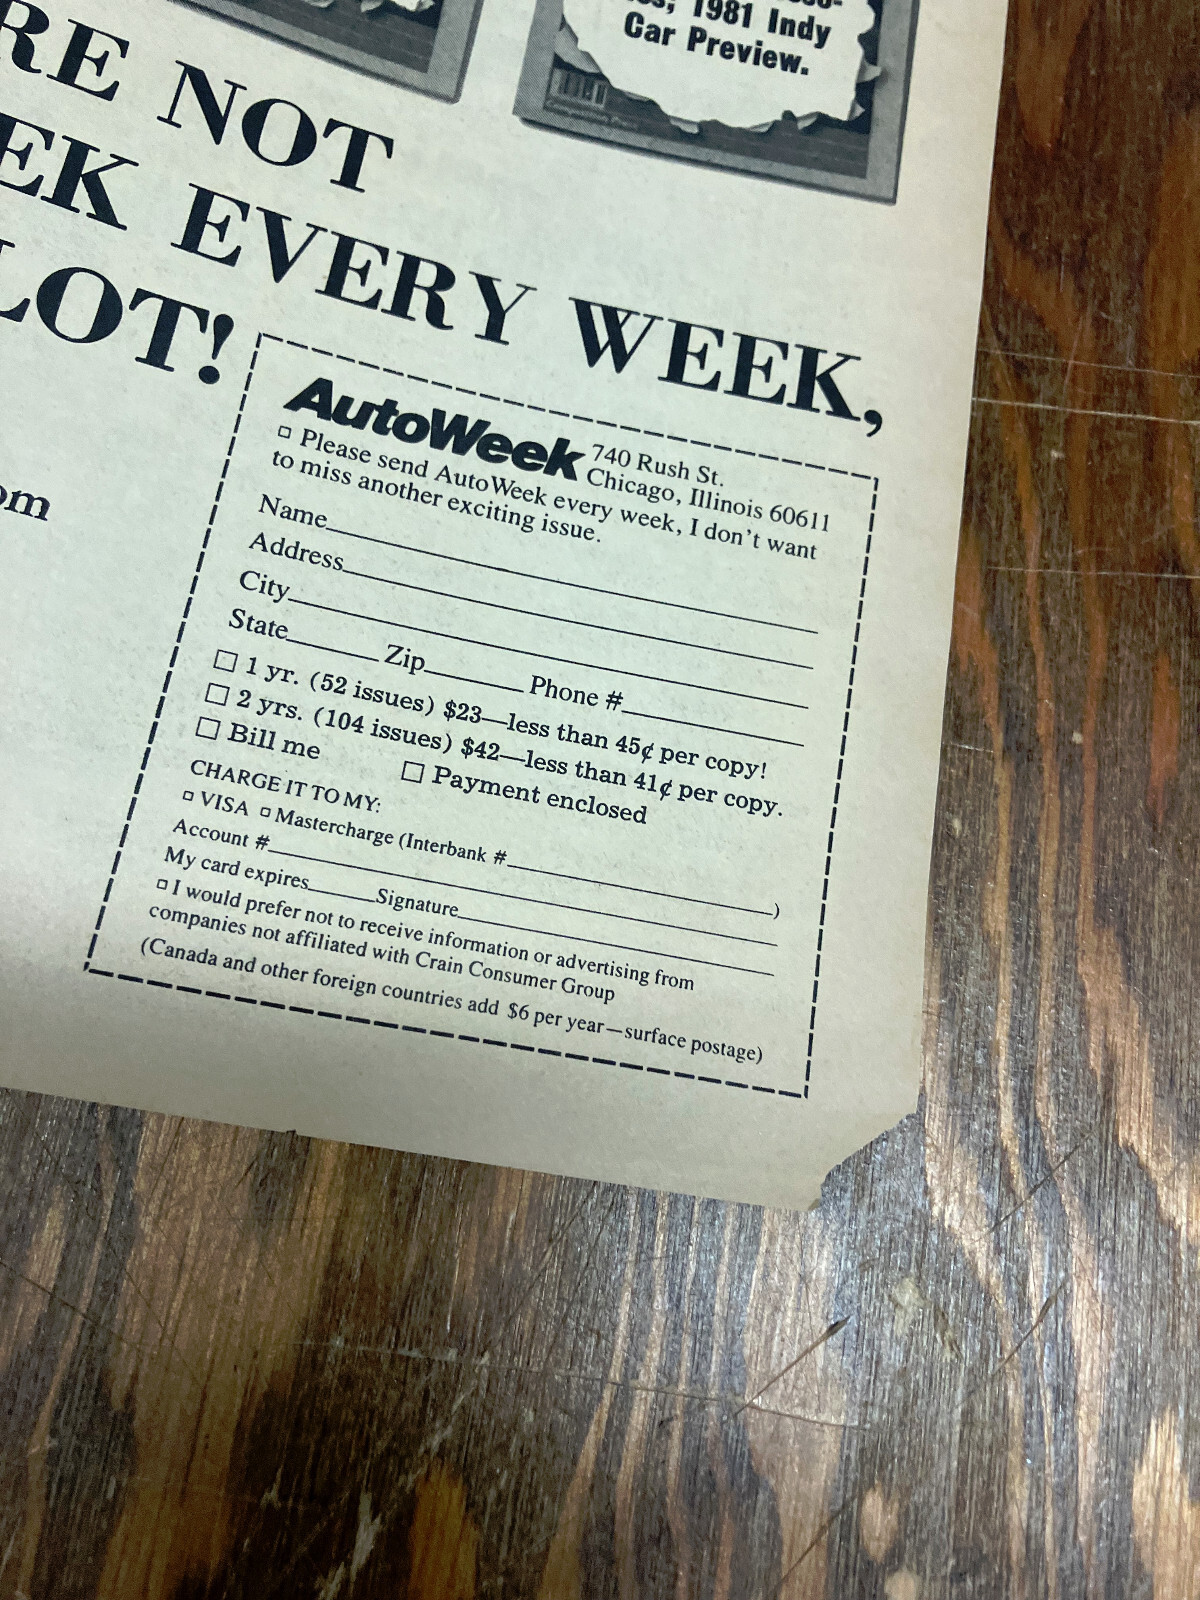 1981 Indy
Car Preview.
RE NOT
EK EVERY WEEK,
LOT!
om
AutoWeek
740 Rush St.
Chicago, Illinois 60611
□ Please send AutoWeek every week, I don't want
to miss another exciting issue.
Name
Address
City
State Zip Phone #
□ 1 yr. (52 issues) $23—less than 45¢ per copy!
□ 2 yrs. (104 issues) $42—less than 41¢ per copy.
□ Bill me □ Payment enclosed
CHARGE IT TO MY:
□ VISA □ Mastercharge (Interbank # )
Account #
My card expires Signature
□ I would prefer not to receive information or advertising from
companies not affiliated with Crain Consumer Group
(Canada and other foreign countries add $6 per year—surface postage)